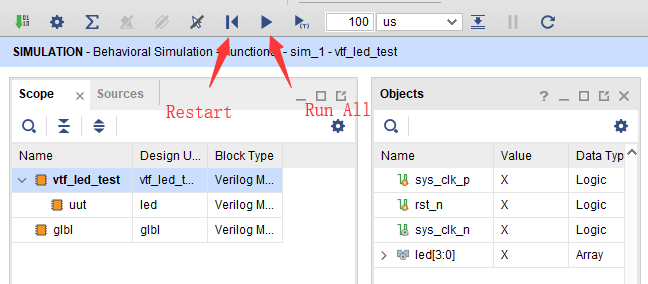 100 us
SIMULATION - Behavioral Simulation - Functional - sim_1 - vtf_led_test
Scope Sources
Restart
Run All
Name Design U... Block Type
vtf_led_test vtf_led_t... Verilog M...
uut led Verilog M...
glbl glbl Verilog M...
Objects
Name Value Data Typ
sys_clk_p X Logic
rst_n X Logic
sys_clk_n X Logic
led[3:0] X Array